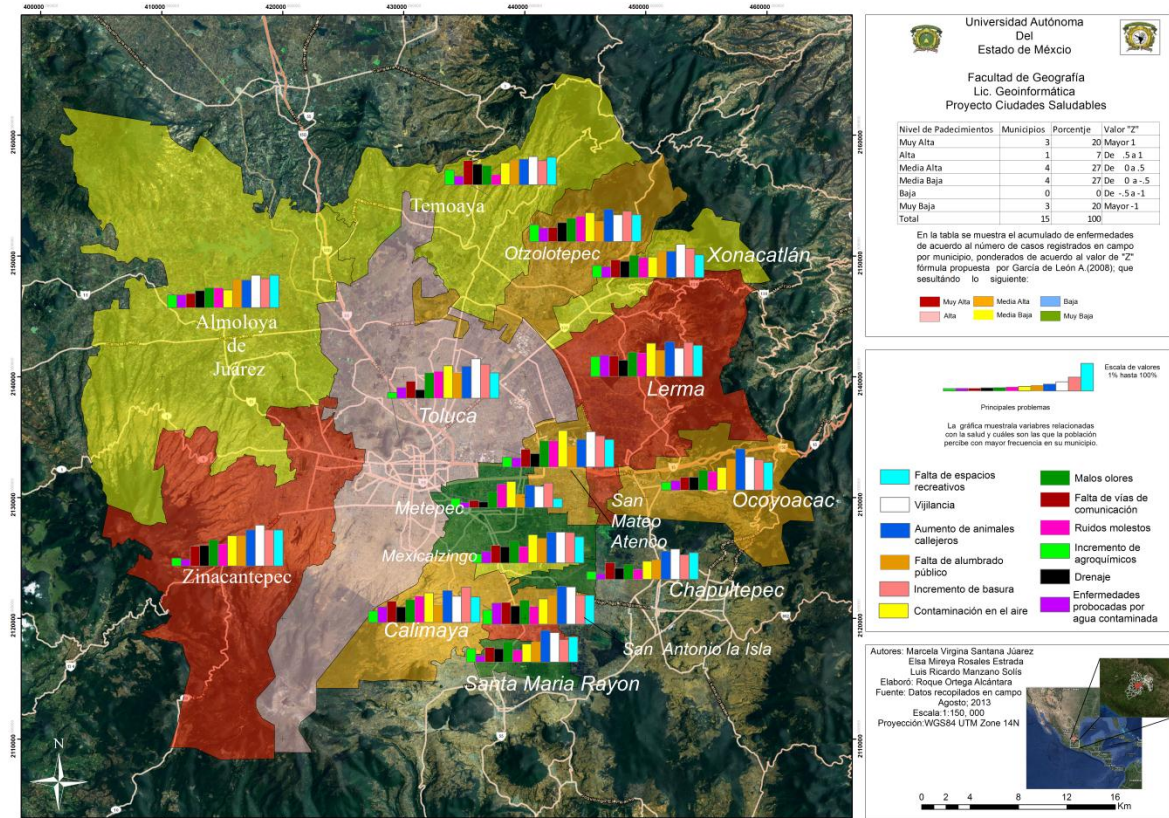 400000 410000 420000 430000 440000 450000 460000
2160000
2150000
2140000
2130000
2120000
2110000
Temoaya
Otzolotepec
Xonacatlán
Almoloya
de
Juárez
Toluca
Lerma
Ocoyoacac
San
Mateo
Atenco
Metepec
Mexicalzingo
Zinacantepec
Chapultepec
Calimaya
San Antonio la Isla
Santa Maria Rayon
N
Universidad Autónoma
Del
Estado de Méxcio
Facultad de Geografía
Lic. Geoinformática
Proyecto Ciudades Saludables
Nivel de Padecimientos Municipios Porcentje Valor "Z"
Muy Alta 3 20 Mayor 1
Alta 1 7 De .5 a 1
Media Alta 4 27 De 0 a .5
Media Baja 4 27 De 0 a -.5
Baja 0 0 De -.5 a -1
Muy Baja 3 20 Mayor -1
Total 15 100
En la tabla se muestra el acumulado de enfermedades
de acuerdo al número de casos registrados en campo
por municipio, ponderados de acuerdo al valor de "Z"
fórmula propuesta por García de León A.(2008); que
sesultándo lo siguiente:
Muy Alta Media Alta Baja
Alta Media Baja Muy Baja
Escala de valores
1% hasta 100%
Principales problemas
La gráfica muestrala variabres relacionadas
con la salud y cuáles son las que la población
percibe con mayor frecuencia en su municipio.
Falta de espacios
recreativos
Vijilancia
Aumento de animales
callejeros
Falta de alumbrado
público
Incremento de basura
Contaminación en el aire
Malos olores
Falta de vías de
comunicación
Ruidos molestos
Incremento de
agroquímicos
Drenaje
Enfermedades
probocadas por
agua contaminada
Autores: Marcela Virgina Santana Júarez
Elsa Mireya Rosales Estrada
Luis Ricardo Manzano Solís
Elaboró: Roque Ortega Alcántara
Fuente: Datos recopilados en campo
Agosto; 2013
Escala:1:150, 000
Proyección:WGS84 UTM Zone 14N
0 2 4 8 12 16
Km